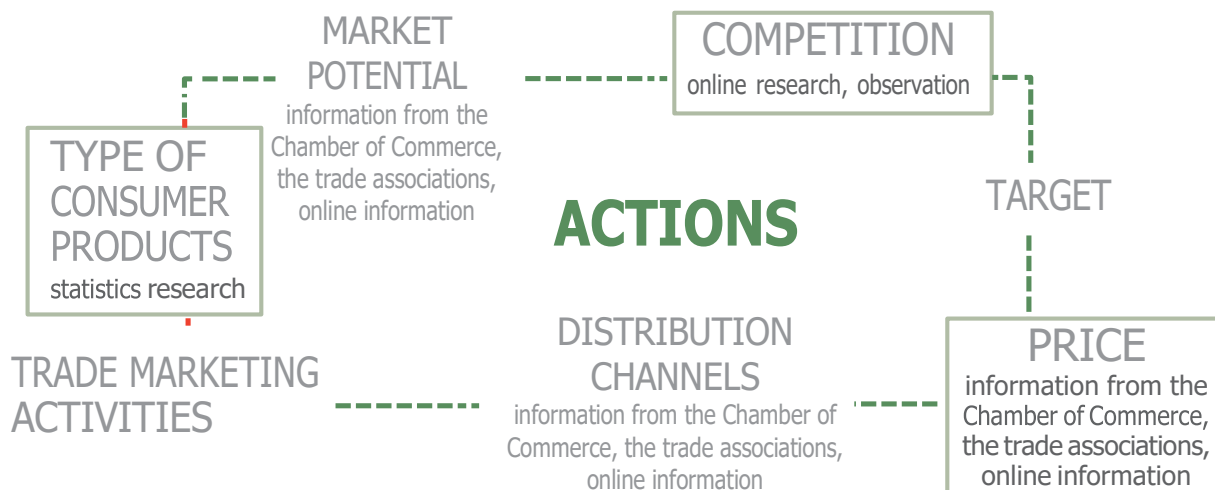 MARKET
POTENTIAL
information from the
Chamber of Commerce,
the trade associations,
online information
COMPETITION
online research, observation
TYPE OF
CONSUMER
PRODUCTS
statistics research
ACTIONS
TARGET
TRADE MARKETING
ACTIVITIES
DISTRIBUTION
CHANNELS
information from the Chamber of
Commerce, the trade associations,
online information
PRICE
information from the
Chamber of Commerce,
the trade associations,
online information